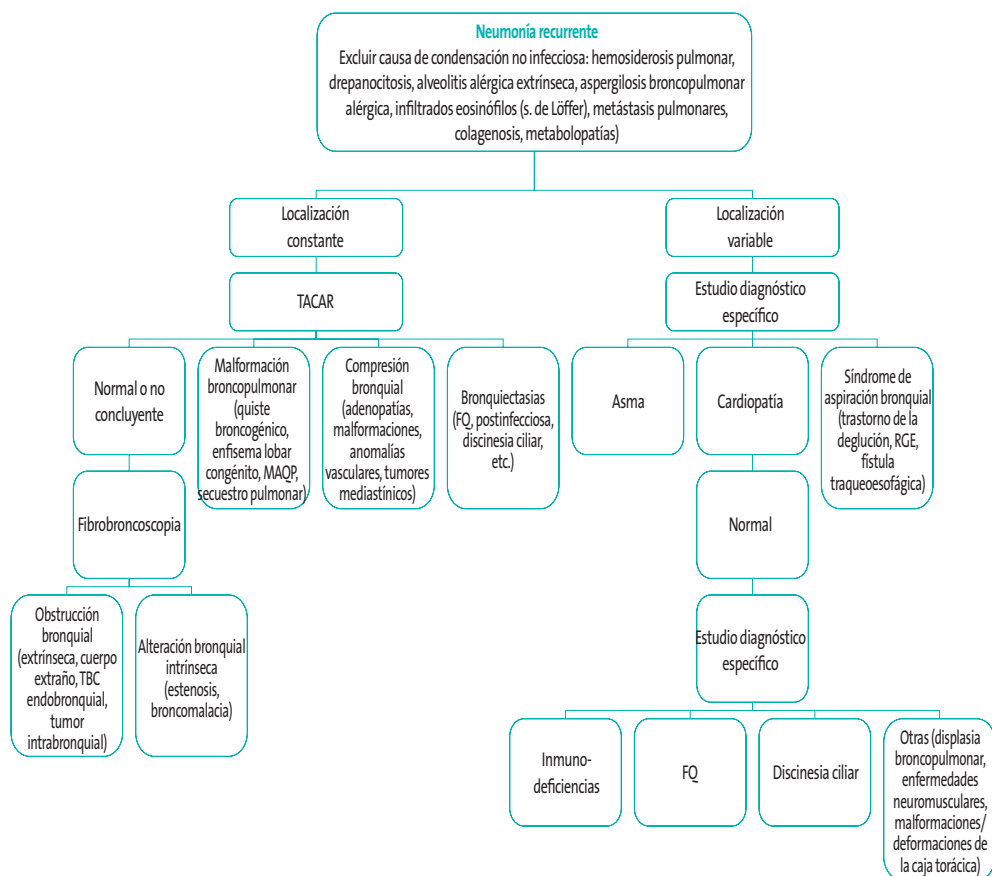 Neumonía recurrente
Excluir causa de condensación no infecciosa: hemosiderosis pulmonar,
drepanocitosis, alveolitis alérgica extrínseca, aspergilosis broncopulmonar
alérgica, infiltrados eosinófilos (s. de Löffer), metástasis pulmonares,
colagenosis, metabolopatías)
Localización
constante
Localización
variable
TACAR
Estudio diagnóstico
específico
Normal o no
concluyente
Malformación
broncopulmonar
(quiste
broncogénico,
enfisema lobar
congénito, MAQP,
secuestro pulmonar)
Compresión
bronquial
(adenopatías,
malformaciones,
anomalías
vasculares, tumores
mediastínicos)
Bronquiectasias
(FQ, postinfecciosa,
discinesia ciliar,
etc.)
Asma
Cardiopatía
Síndrome de
aspiración bronquial
(trastorno de la
deglución, RGE,
fístula
traqueoesofágica)
Fibrobroncoscopia
Normal
Obstrucción
bronquial
(extrínseca, cuerpo
extraño, TBC
endobronquial,
tumor
intrabronquial)
Alteración bronquial
intrínseca
(estenosis,
broncomalacia)
Estudio diagnóstico
específico
Inmuno-
deficiencias
FQ
Discinesia ciliar
Otras (displasia
broncopulmonar,
enfermedades
neuromusculares,
malformaciones/
deformaciones de
la caja torácica)